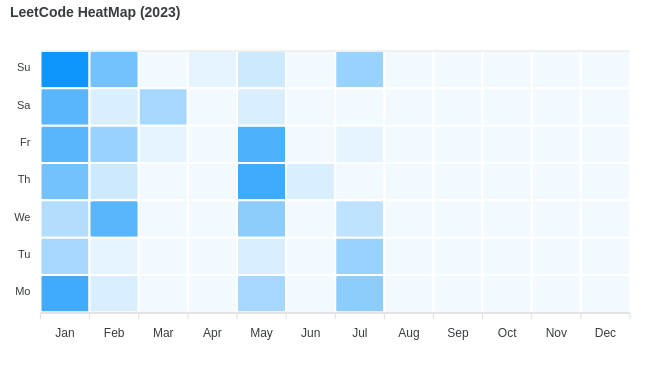 LeetCode HeatMap (2023)
Su
Sa
Fr
Th
We
Tu
Mo
Jan Feb Mar Apr May Jun Jul Aug Sep Oct Nov Dec